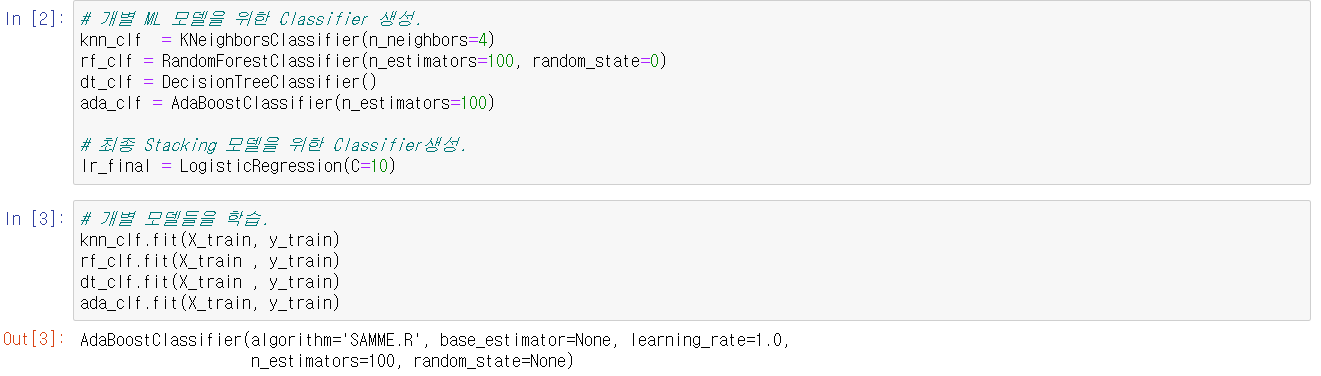 In [2]: # 개별 ML 모델을 위한 Classifier 생성.
knn_clf  = KNeighborsClassifier(n_neighbors=4)
rf_clf = RandomForestClassifier(n_estimators=100, random_state=0)
dt_clf = DecisionTreeClassifier()
ada_clf = AdaBoostClassifier(n_estimators=100)
# 최종 Stacking 모델을 위한 Classifier생성.
lr_final = LogisticRegression(C=10)
In [3]: # 개별 모델들을 학습.
knn_clf.fit(X_train, y_train)
rf_clf.fit(X_train , y_train)
dt_clf.fit(X_train , y_train)
ada_clf.fit(X_train, y_train)
Out[3]: AdaBoostClassifier(algorithm='SAMME.R', base_estimator=None, learning_rate=1.0,
n_estimators=100, random_state=None)